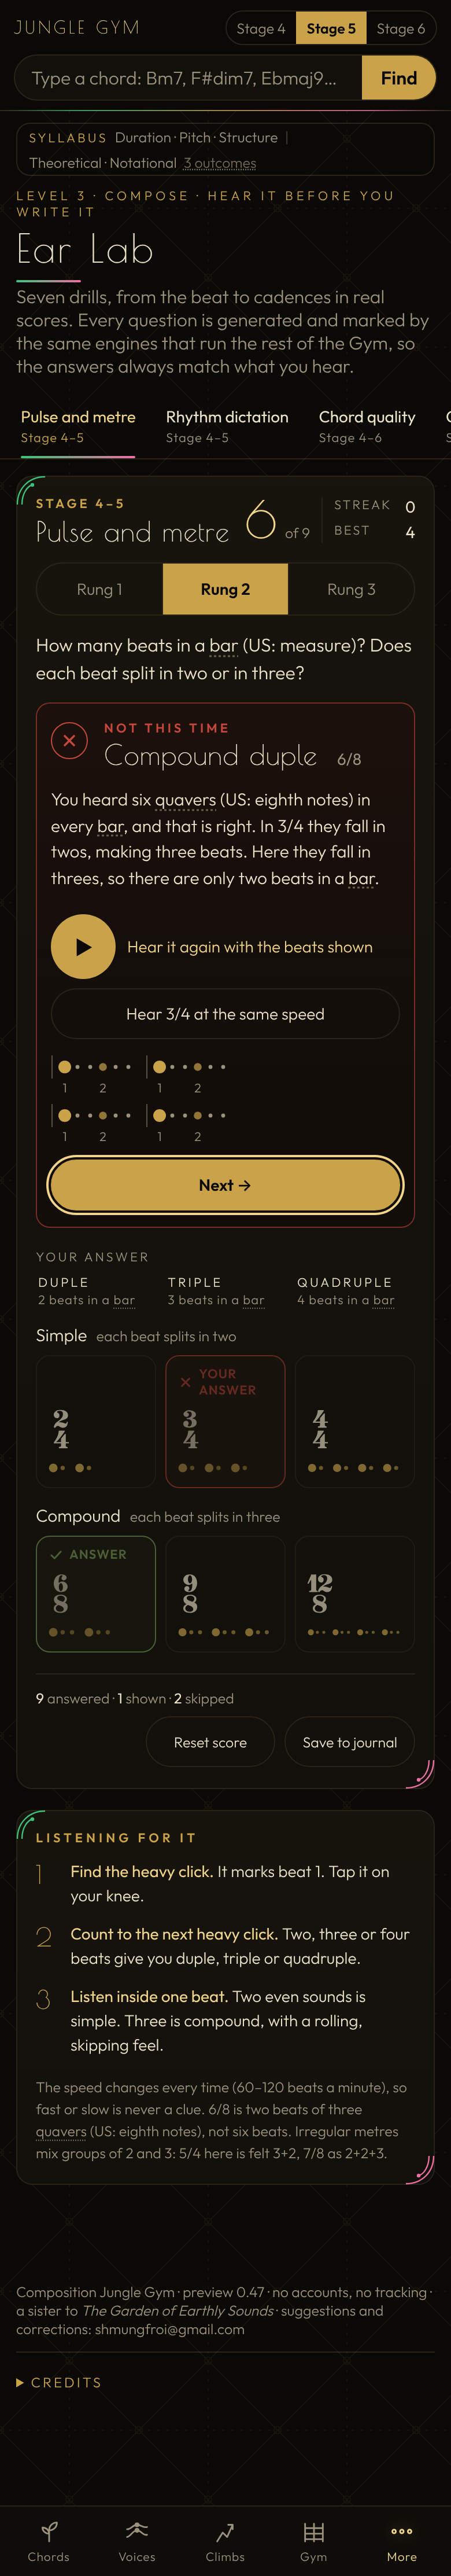 JUNGLE GYM
Stage 4
Stage 5
Stage 6
Type a chord: Bm7, F#dim7, Ebmaj9...
Find
SYLLABUS Duration · Pitch · Structure |
Theoretical · Notational 3 outcomes
LEVEL 3 · COMPOSE · HEAR IT BEFORE YOU
WRITE IT
Ear Lab
Seven drills, from the beat to cadences in real
scores. Every question is generated and marked by
the same engines that run the rest of the Gym, so
the answers always match what you hear.
Pulse and metre
Stage 4–5
Rhythm dictation
Stage 4–5
Chord quality
Stage 4–6
STAGE 4–5
Pulse and metre
6 of 9
STREAK 0
BEST 4
Rung 1
Rung 2
Rung 3
How many beats in a bar (US: measure)? Does
each beat split in two or in three?
NOT THIS TIME
Compound duple 6/8
You heard six quavers (US: eighth notes) in
every bar, and that is right. In 3/4 they fall in
twos, making three beats. Here they fall in
threes, so there are only two beats in a bar.
Hear it again with the beats shown
Hear 3/4 at the same speed
1 2 1 2
1 2 1 2
Next →
YOUR ANSWER
DUPLE
2 beats in a bar
TRIPLE
3 beats in a bar
QUADRUPLE
4 beats in a bar
Simple each beat splits in two
2
4
YOUR
ANSWER
3
4
4
4
Compound each beat splits in three
ANSWER
6
8
9
8
12
8
9 answered · 1 shown · 2 skipped
Reset score
Save to journal
LISTENING FOR IT
1 Find the heavy click. It marks beat 1. Tap it on
your knee.
2 Count to the next heavy click. Two, three or four
beats give you duple, triple or quadruple.
3 Listen inside one beat. Two even sounds is
simple. Three is compound, with a rolling,
skipping feel.
The speed changes every time (60–120 beats a minute), so
fast or slow is never a clue. 6/8 is two beats of three
quavers (US: eighth notes), not six beats. Irregular metres
mix groups of 2 and 3: 5/4 here is felt 3+2, 7/8 as 2+2+3.
Composition Jungle Gym · preview 0.47 · no accounts, no tracking ·
a sister to The Garden of Earthly Sounds · suggestions and
corrections: shmungfroi@gmail.com
CREDITS
Chords
Voices
Climbs
Gym
More